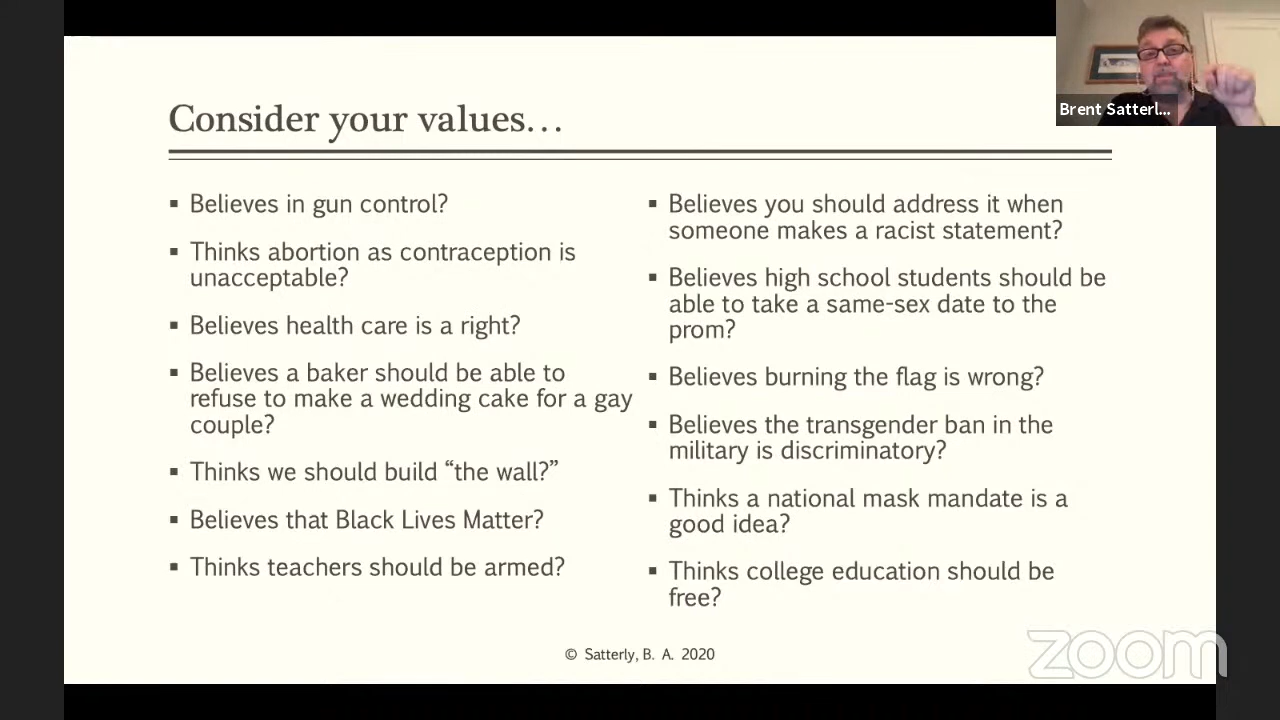 Consider your values...
▪ Believes in gun control?
▪ Thinks abortion as contraception is
unacceptable?
▪ Believes health care is a right?
▪ Believes a baker should be able to
refuse to make a wedding cake for a gay
couple?
▪ Thinks we should build “the wall?”
▪ Believes that Black Lives Matter?
▪ Thinks teachers should be armed?
▪ Believes you should address it when
someone makes a racist statement?
▪ Believes high school students should be
able to take a same-sex date to the
prom?
▪ Believes burning the flag is wrong?
▪ Believes the transgender ban in the
military is discriminatory?
▪ Thinks a national mask mandate is a
good idea?
▪ Thinks college education should be
free?
© Satterly, B. A. 2020
Brent Satterl...
zoom